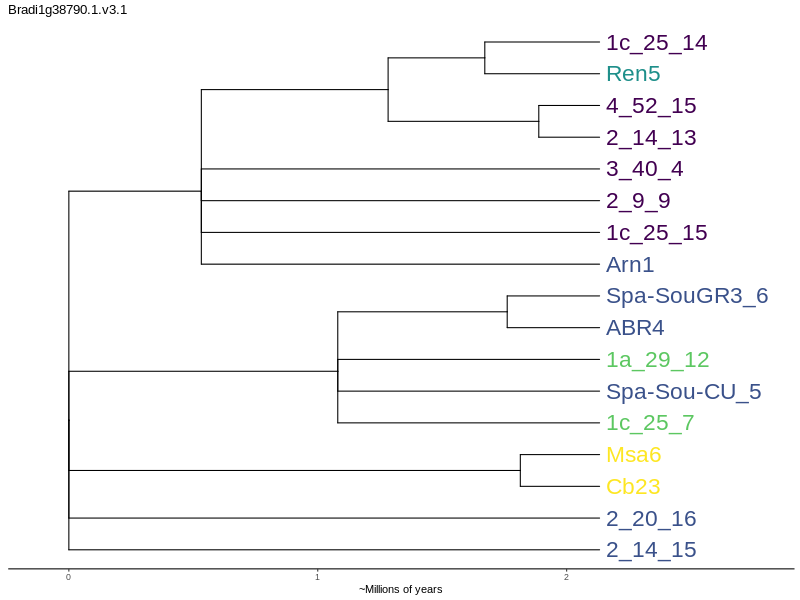 Bradi1g38790.1.v3.1
1c_25_14
Ren5
4_52_15
2_14_13
3_40_4
2_9_9
1c_25_15
Arn1
Spa-SouGR3_6
ABR4
1a_29_12
Spa-Sou-CU_5
1c_25_7
Msa6
Cb23
2_20_16
2_14_15
0 1 2
~Millions of years